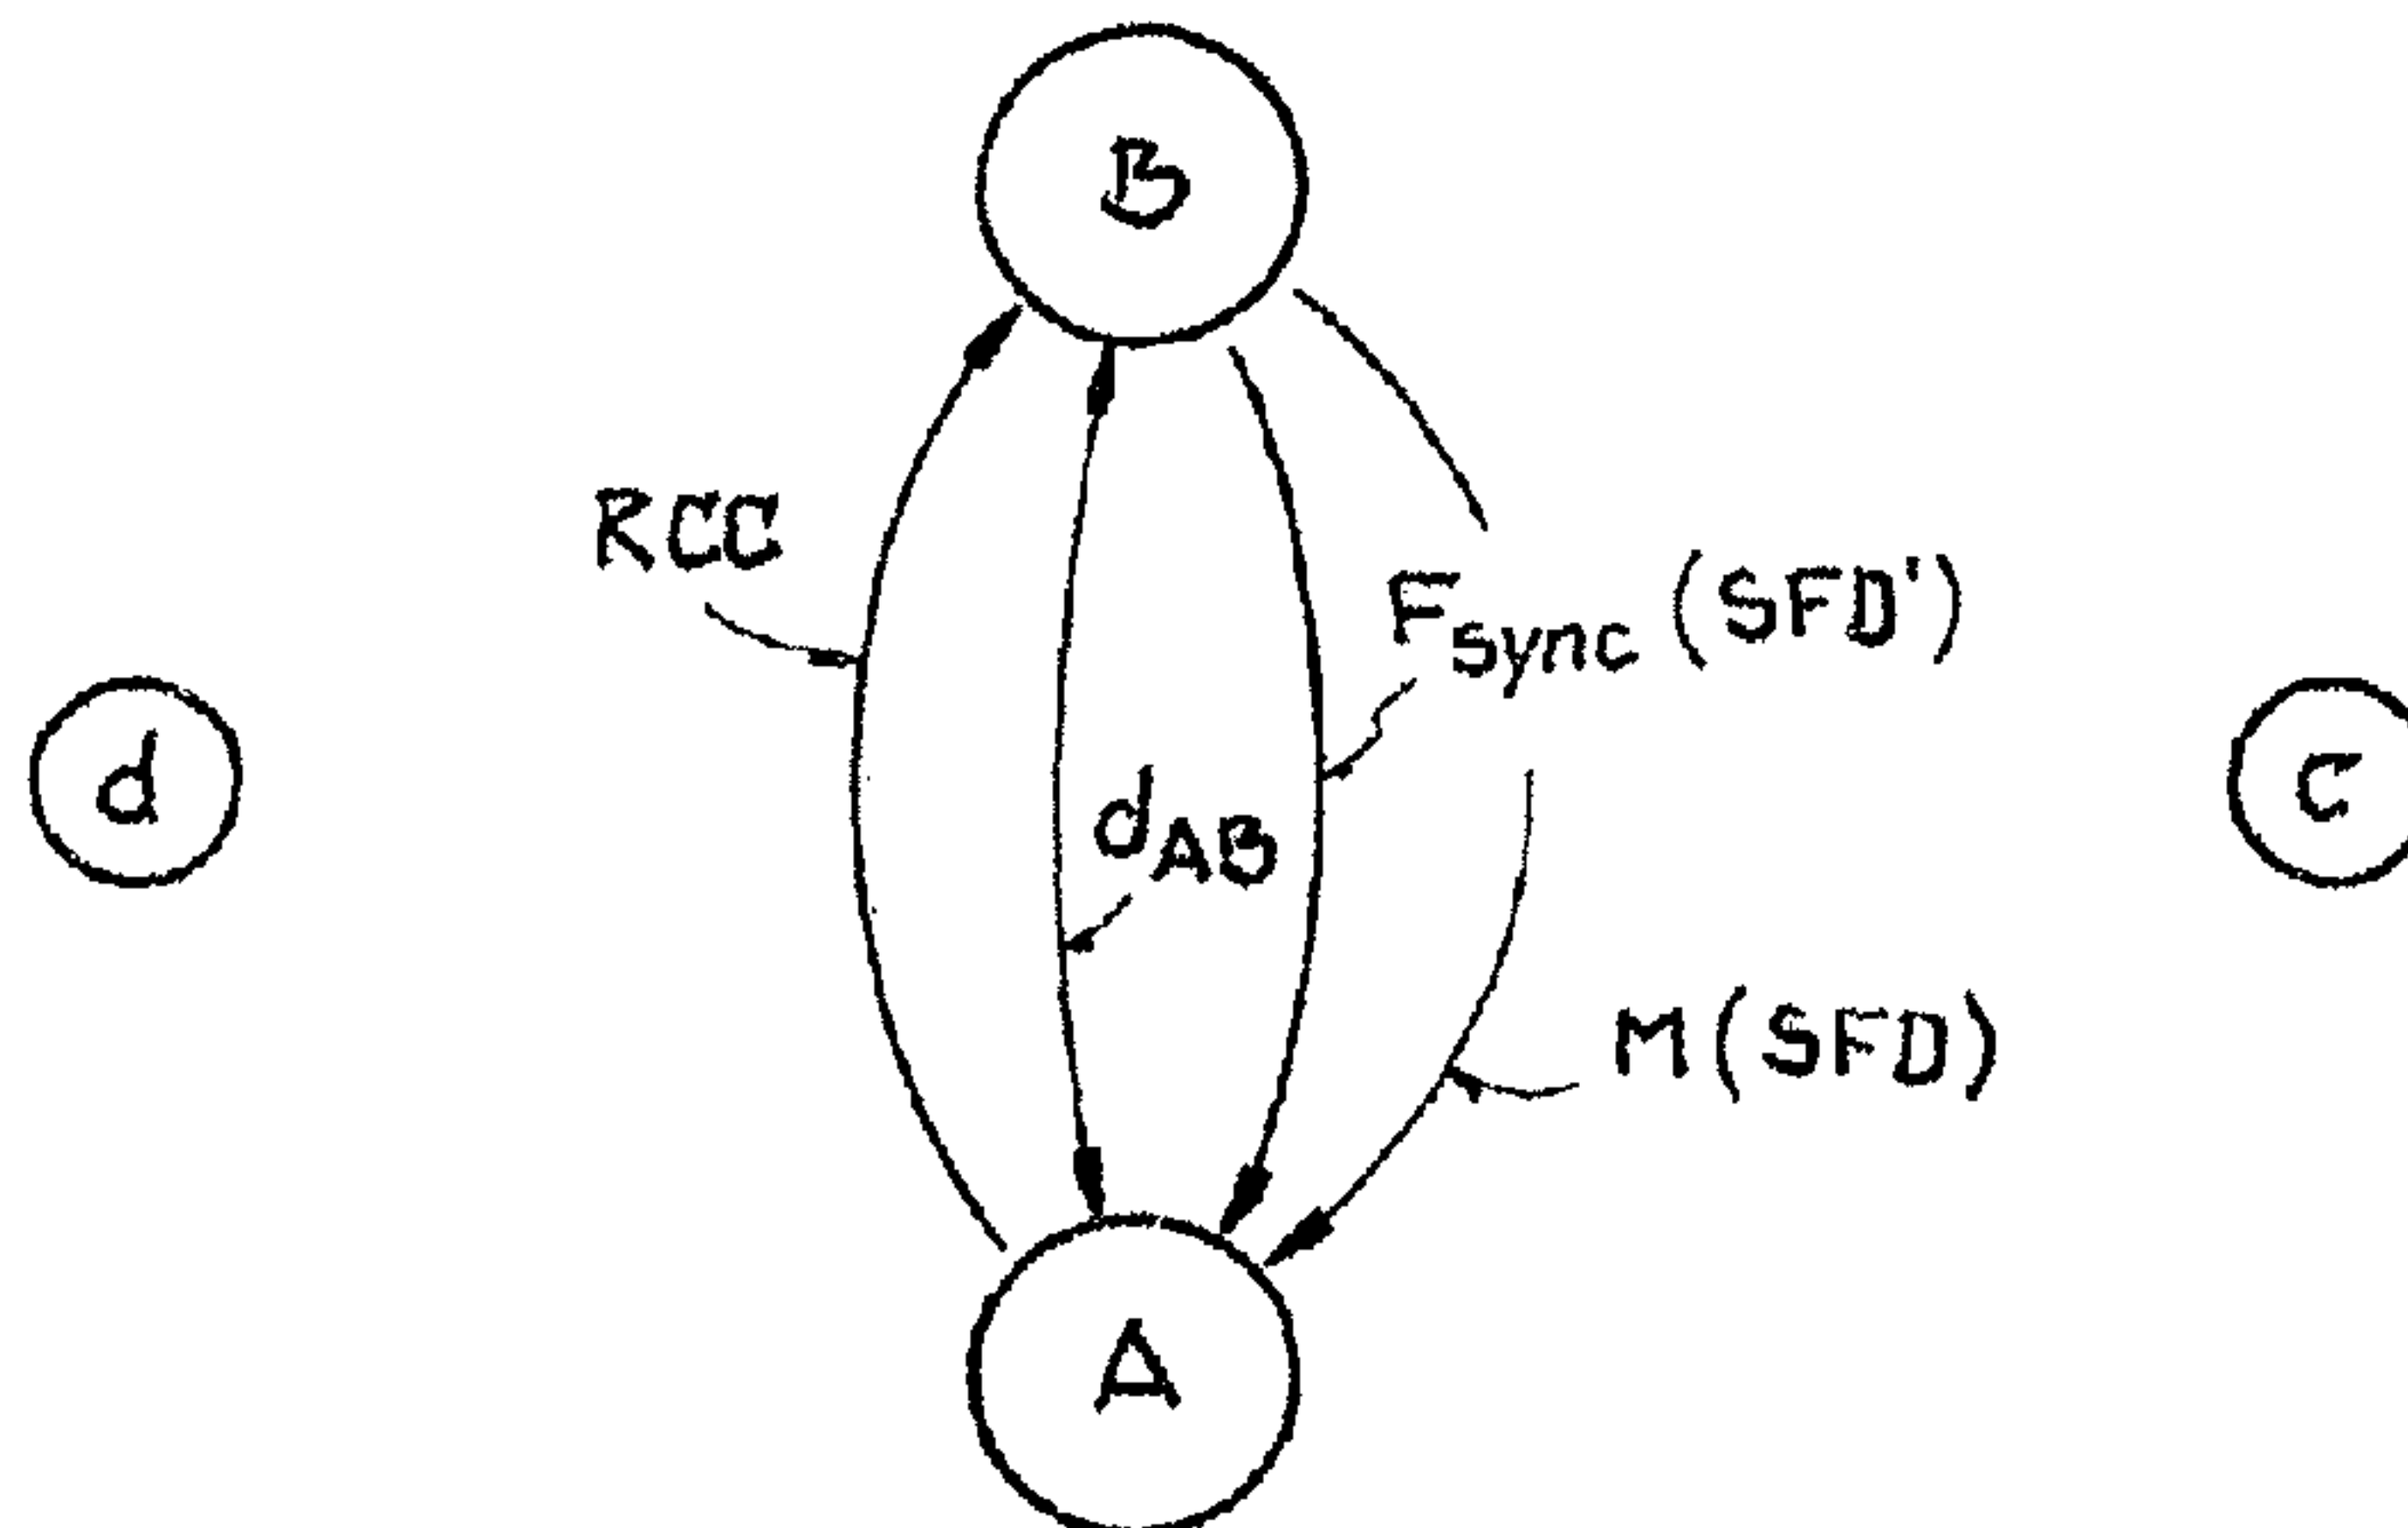 B
RCC
Fsync (SFD')
d
dAB
c
M(SFD)
A